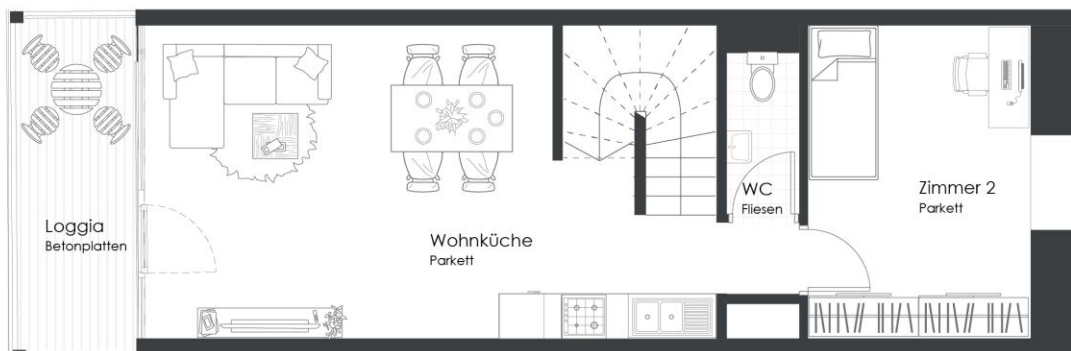 Loggia
Betonplatten
Wohnküche
Parkett
WC
Fliesen
Zimmer 2
Parkett